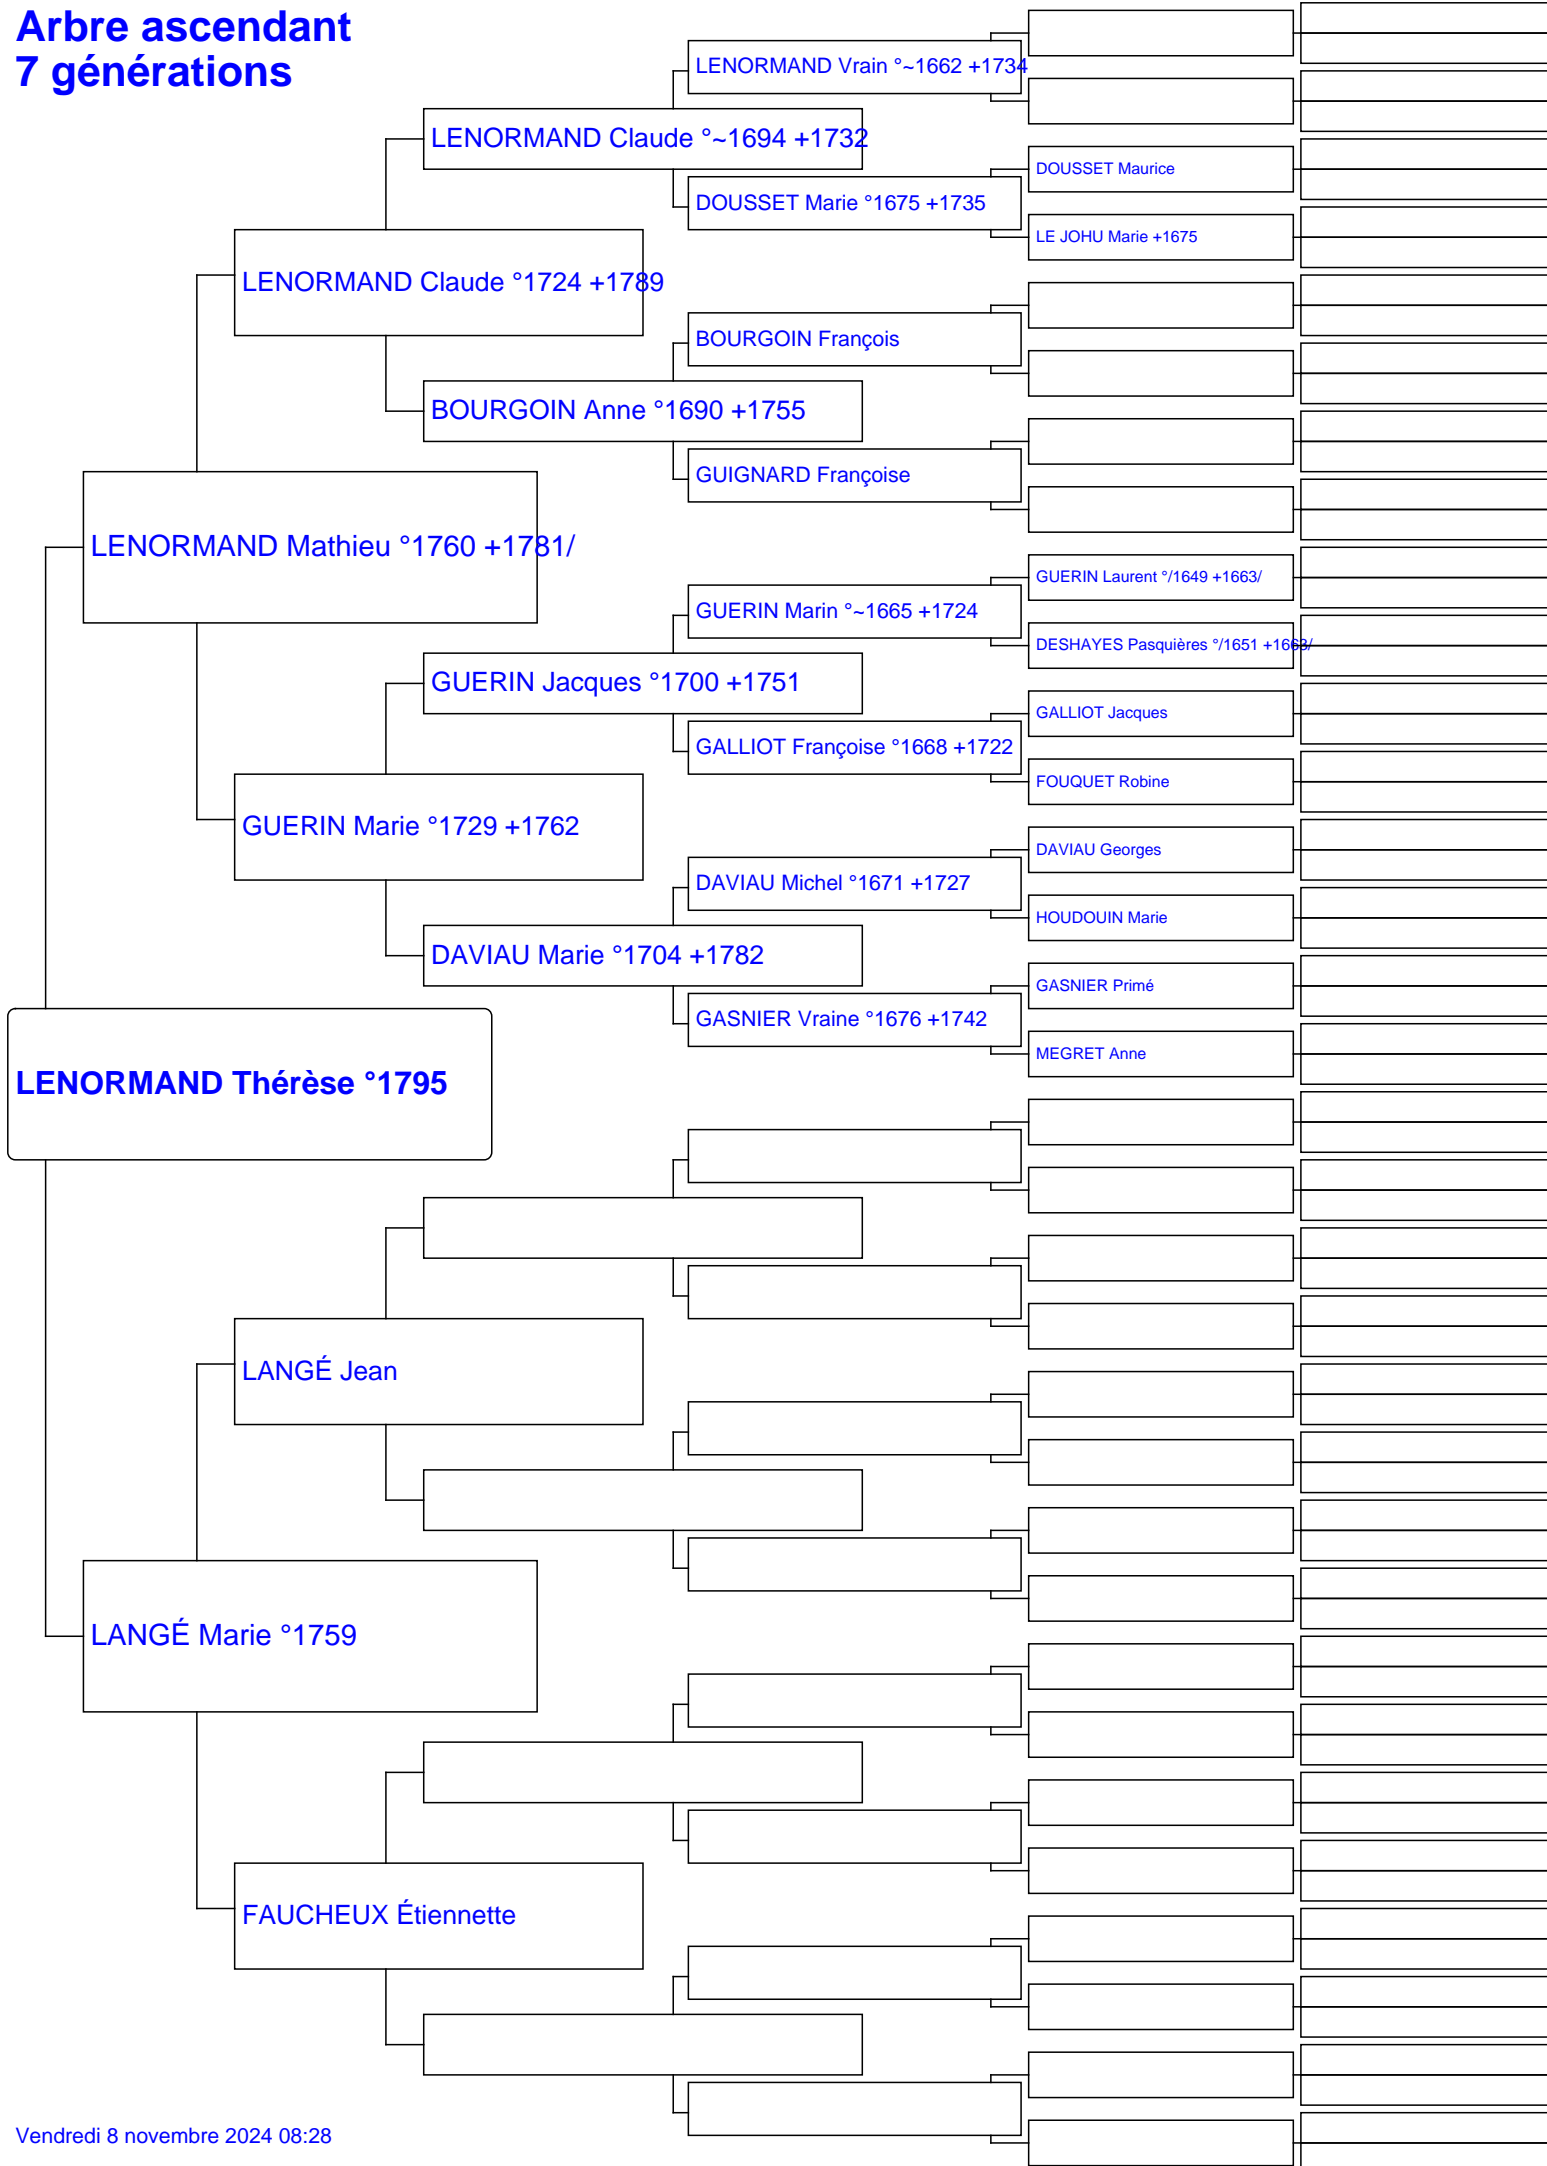 Arbre ascendant
7 générations
LENORMAND Vrain °~1662 +1734
LENORMAND Claude °~1694 +1732
DOUSSET Maurice
DOUSSET Marie °1675 +1735
LE JOHU Marie +1675
LENORMAND Claude °1724 +1789
BOURGOIN François
BOURGOIN Anne °1690 +1755
GUIGNARD Françoise
LENORMAND Mathieu °1760 +1781/
GUERIN Laurent °/1649 +1663/
GUERIN Marin °~1665 +1724
DESHAYES Pasquières °/1651 +1663/
GUERIN Jacques °1700 +1751
GALLIOT Jacques
GALLIOT Françoise °1668 +1722
FOUQUET Robine
GUERIN Marie °1729 +1762
DAVIAU Georges
DAVIAU Michel °1671 +1727
HOUDOUIN Marie
DAVIAU Marie °1704 +1782
GASNIER Primé
GASNIER Vraine °1676 +1742
MEGRET Anne
LENORMAND Thérèse °1795
LANGÉ Jean
LANGÉ Marie °1759
FAUCHEUX Étiennette
Vendredi 8 novembre 2024 08:28